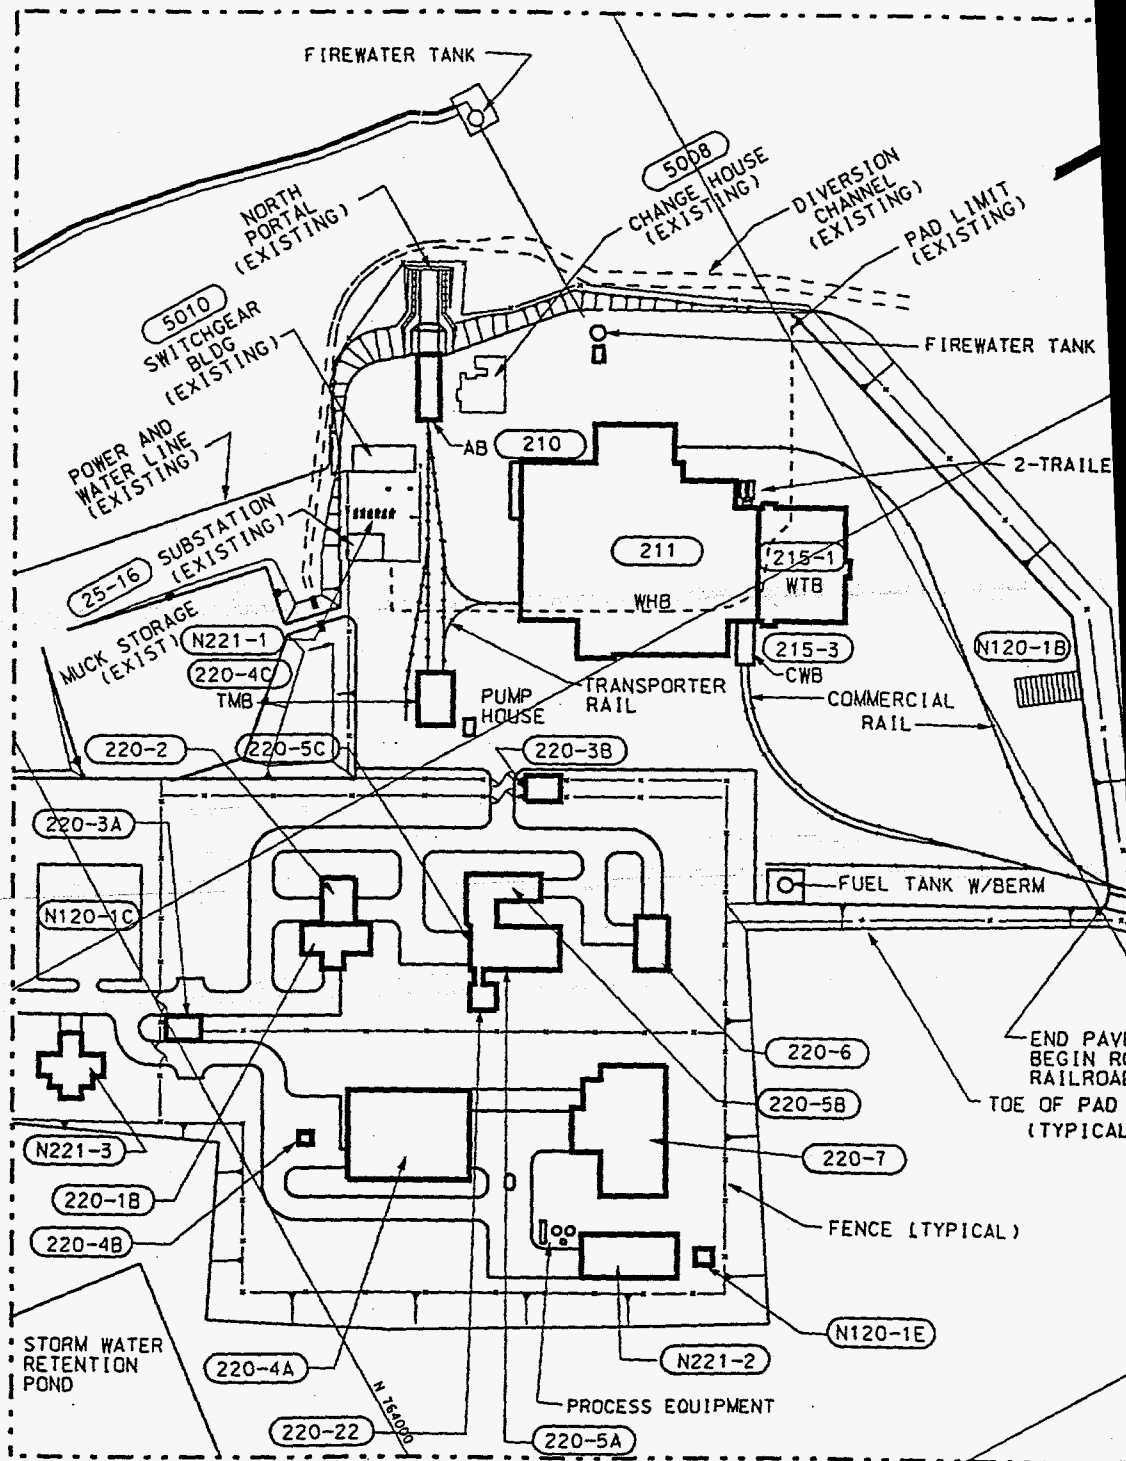 FIREWATER TANK
5008
CHANGE HOUSE
(EXISTING)
DIVERSION
CHANNEL
(EXISTING)
PAD LIMIT
(EXISTING)
NORTH
PORTAL
(EXISTING)
5010
SWITCHGEAR
BLDG
(EXISTING)
FIREWATER TANK
POWER AND
WATER LINE
(EXISTING)
AB
210
2-TRAILE
25-16
SUBSTATION
(EXISTING)
211
215-1
WTB
WHB
MUCK STORAGE
(EXIST)
N221-1
220-4C
TMB
215-3
CWB
N120-1B
PUMP
HOUSE
TRANSPORTER
RAIL
COMMERCIAL
RAIL
220-2
220-5C
220-3B
220-3A
N120-1C
FUEL TANK W/BERM
220-6
END PAVE
BEGIN RO
RAILROAD
220-5B
TOE OF PAD
(TYPICAL
N221-3
220-7
220-1B
220-4B
FENCE (TYPICAL)
STORM WATER
RETENTION
POND
220-4A
N120-1E
N221-2
N 764000
PROCESS EQUIPMENT
220-22
220-5A